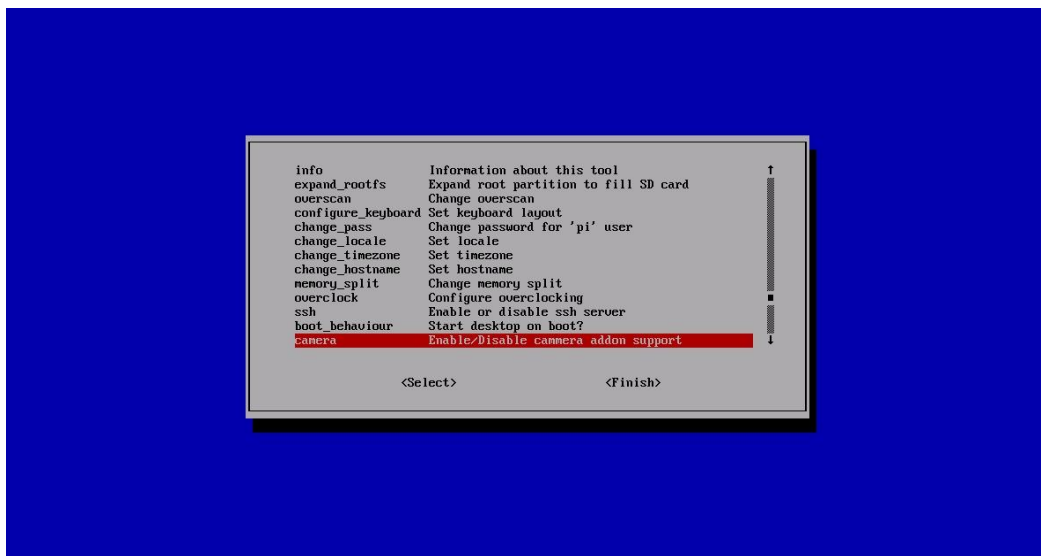 info Information about this tool
expand_rootfs Expand root partition to fill SD card
overscan Change overscan
configure_keyboard Set keyboard layout
change_pass Change password for 'pi' user
change_locale Set locale
change_timezone Set timezone
change_hostname Set hostname
memory_split Change memory split
overclock Configure overclocking
ssh Enable or disable ssh server
boot_behaviour Start desktop on boot?
camera Enable/Disable cammera addon support
<Select> <Finish>